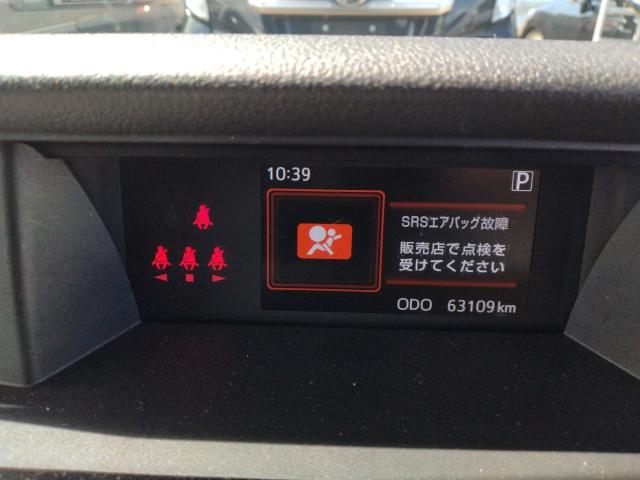 10:39 P
SRSエアバッグ故障
販売店で点検を
受けてください
ODO 63109km